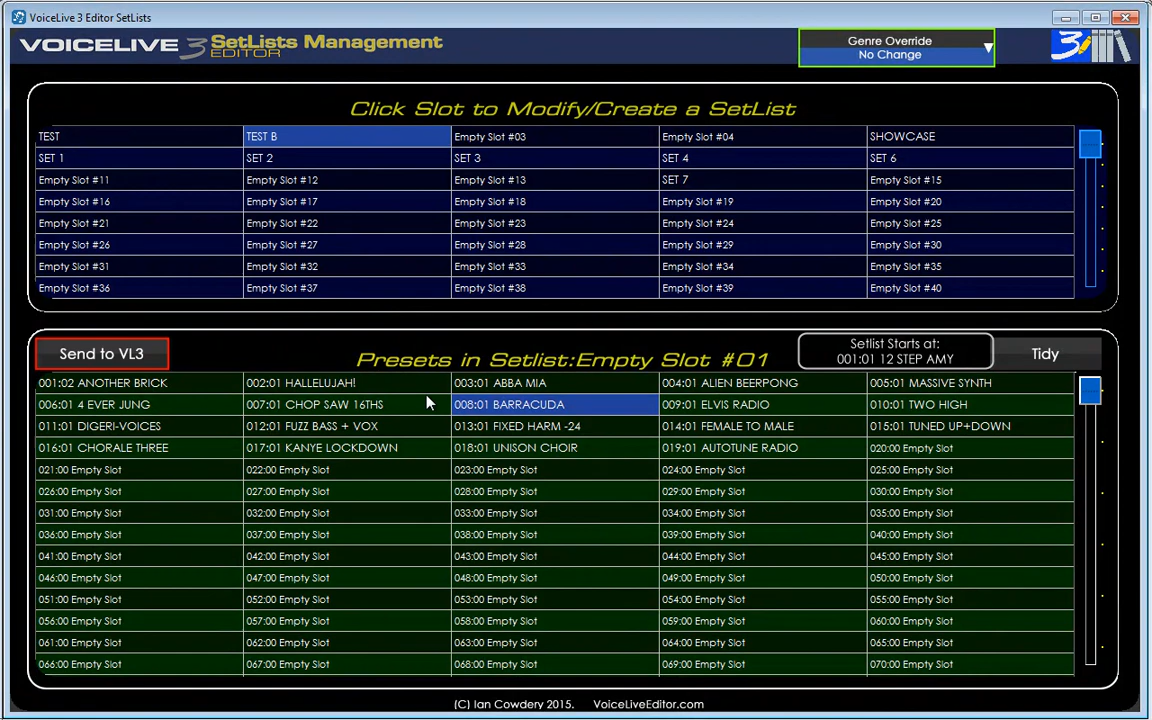 VoiceLive 3 Editor SetLists
VOICELIVE 3 SetLists Management
EDITOR
Genre Override
No Change
3
Click Slot to Modify/Create a SetList
TEST TEST B Empty Slot #03 Empty Slot #04 SHOWCASE
SET 1 SET 2 SET 3 SET 4 SET 6
Empty Slot #11 Empty Slot #12 Empty Slot #13 SET 7 Empty Slot #15
Empty Slot #16 Empty Slot #17 Empty Slot #18 Empty Slot #19 Empty Slot #20
Empty Slot #21 Empty Slot #22 Empty Slot #23 Empty Slot #24 Empty Slot #25
Empty Slot #26 Empty Slot #27 Empty Slot #28 Empty Slot #29 Empty Slot #30
Empty Slot #31 Empty Slot #32 Empty Slot #33 Empty Slot #34 Empty Slot #35
Empty Slot #36 Empty Slot #37 Empty Slot #38 Empty Slot #39 Empty Slot #40
Send to VL3
Presets in Setlist:Empty Slot #01
Setlist Starts at:
001:01 12 STEP AMY
Tidy
001:02 ANOTHER BRICK 002:01 HALLELUJAH! 003:01 ABBA MIA 004:01 ALIEN BEERPONG 005:01 MASSIVE SYNTH
006:01 4 EVER JUNG 007:01 CHOP SAW 16THS 008:01 BARRACUDA 009:01 ELVIS RADIO 010:01 TWO HIGH
011:01 DIGERI-VOICES 012:01 FUZZ BASS + VOX 013:01 FIXED HARM -24 014:01 FEMALE TO MALE 015:01 TUNED UP+DOWN
016:01 CHORALE THREE 017:01 KANYE LOCKDOWN 018:01 UNISON CHOIR 019:01 AUTOTUNE RADIO 020:00 Empty Slot
021:00 Empty Slot 022:00 Empty Slot 023:00 Empty Slot 024:00 Empty Slot 025:00 Empty Slot
026:00 Empty Slot 027:00 Empty Slot 028:00 Empty Slot 029:00 Empty Slot 030:00 Empty Slot
031:00 Empty Slot 032:00 Empty Slot 033:00 Empty Slot 034:00 Empty Slot 035:00 Empty Slot
036:00 Empty Slot 037:00 Empty Slot 038:00 Empty Slot 039:00 Empty Slot 040:00 Empty Slot
041:00 Empty Slot 042:00 Empty Slot 043:00 Empty Slot 044:00 Empty Slot 045:00 Empty Slot
046:00 Empty Slot 047:00 Empty Slot 048:00 Empty Slot 049:00 Empty Slot 050:00 Empty Slot
051:00 Empty Slot 052:00 Empty Slot 053:00 Empty Slot 054:00 Empty Slot 055:00 Empty Slot
056:00 Empty Slot 057:00 Empty Slot 058:00 Empty Slot 059:00 Empty Slot 060:00 Empty Slot
061:00 Empty Slot 062:00 Empty Slot 063:00 Empty Slot 064:00 Empty Slot 065:00 Empty Slot
066:00 Empty Slot 067:00 Empty Slot 068:00 Empty Slot 069:00 Empty Slot 070:00 Empty Slot
(C) Ian Cowdery 2015. VoiceLiveEditor.com